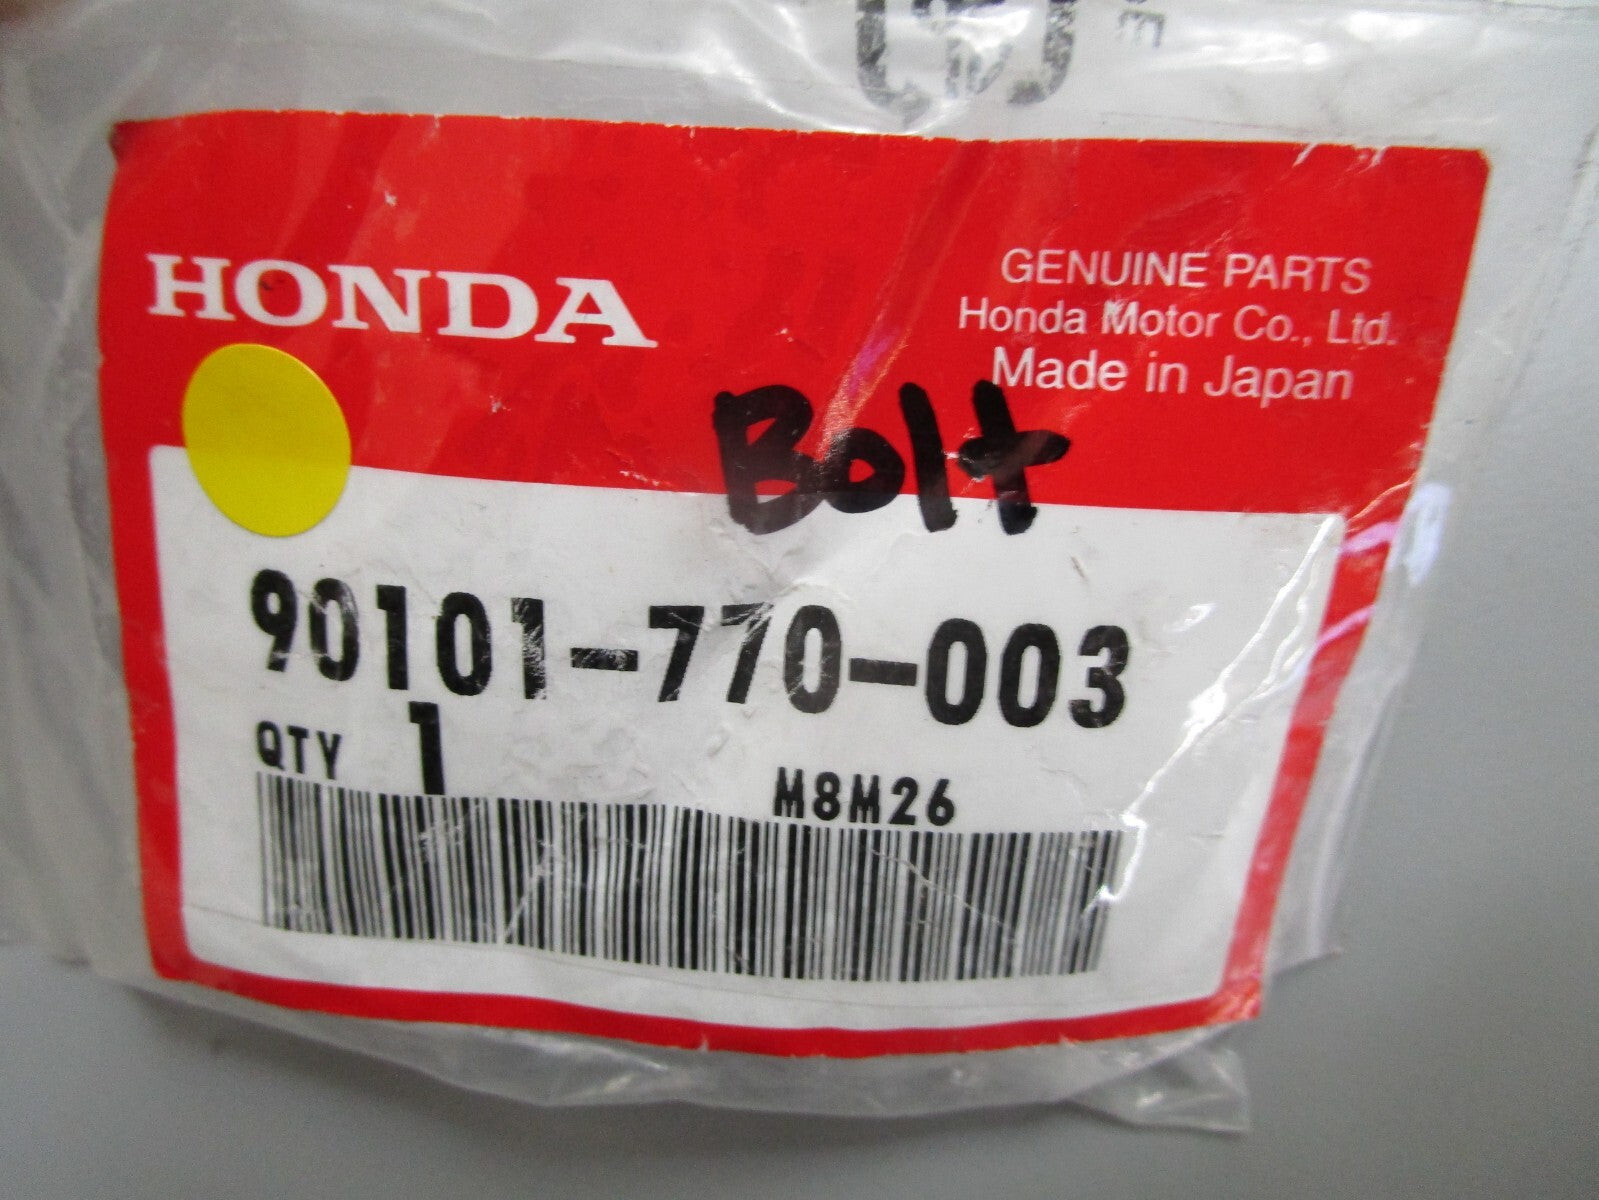 HONDA
GENUINE PARTS
Honda Motor Co., Ltd.
Made in Japan
Bolt
90101-770-003
QTY 1
M8M26